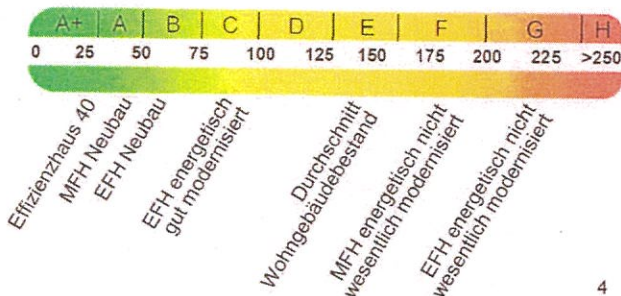 A+ A B C D E F G H
0 25 50 75 100 125 150 175 200 225 >250
Effizienzhaus 40
MFH Neubau
EFH Neubau
EFH energetisch
gut modernisiert
Durchschnitt
Wohngebäudebestand
MFH energetisch nicht
wesentlich modernisiert
EFH energetisch nicht
wesentlich modernisiert
4